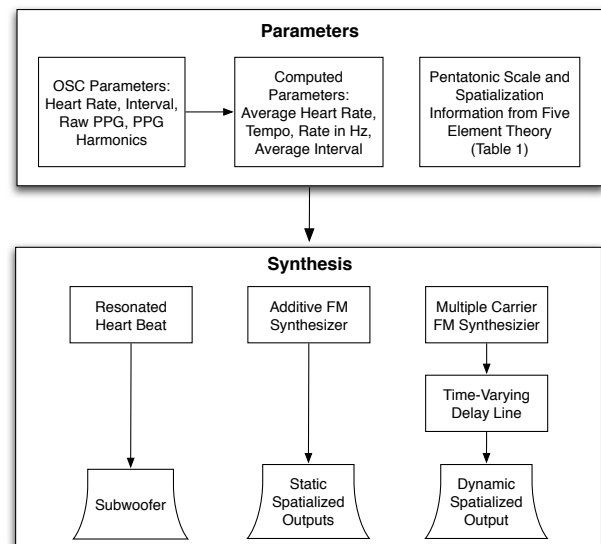 Parameters
OSC Parameters:
Heart Rate, Interval,
Raw PPG, PPG
Harmonics
Computed
Parameters:
Average Heart Rate,
Tempo, Rate in Hz,
Average Interval
Pentatonic Scale and
Spatialization
Information from Five
Element Theory
(Table 1)
Synthesis
Resonated
Heart Beat
Additive FM
Synthesizer
Multiple Carrier
FM Synthesizier
Time-Varying
Delay Line
Subwoofer
Static
Spatialized
Outputs
Dynamic
Spatialized
Output